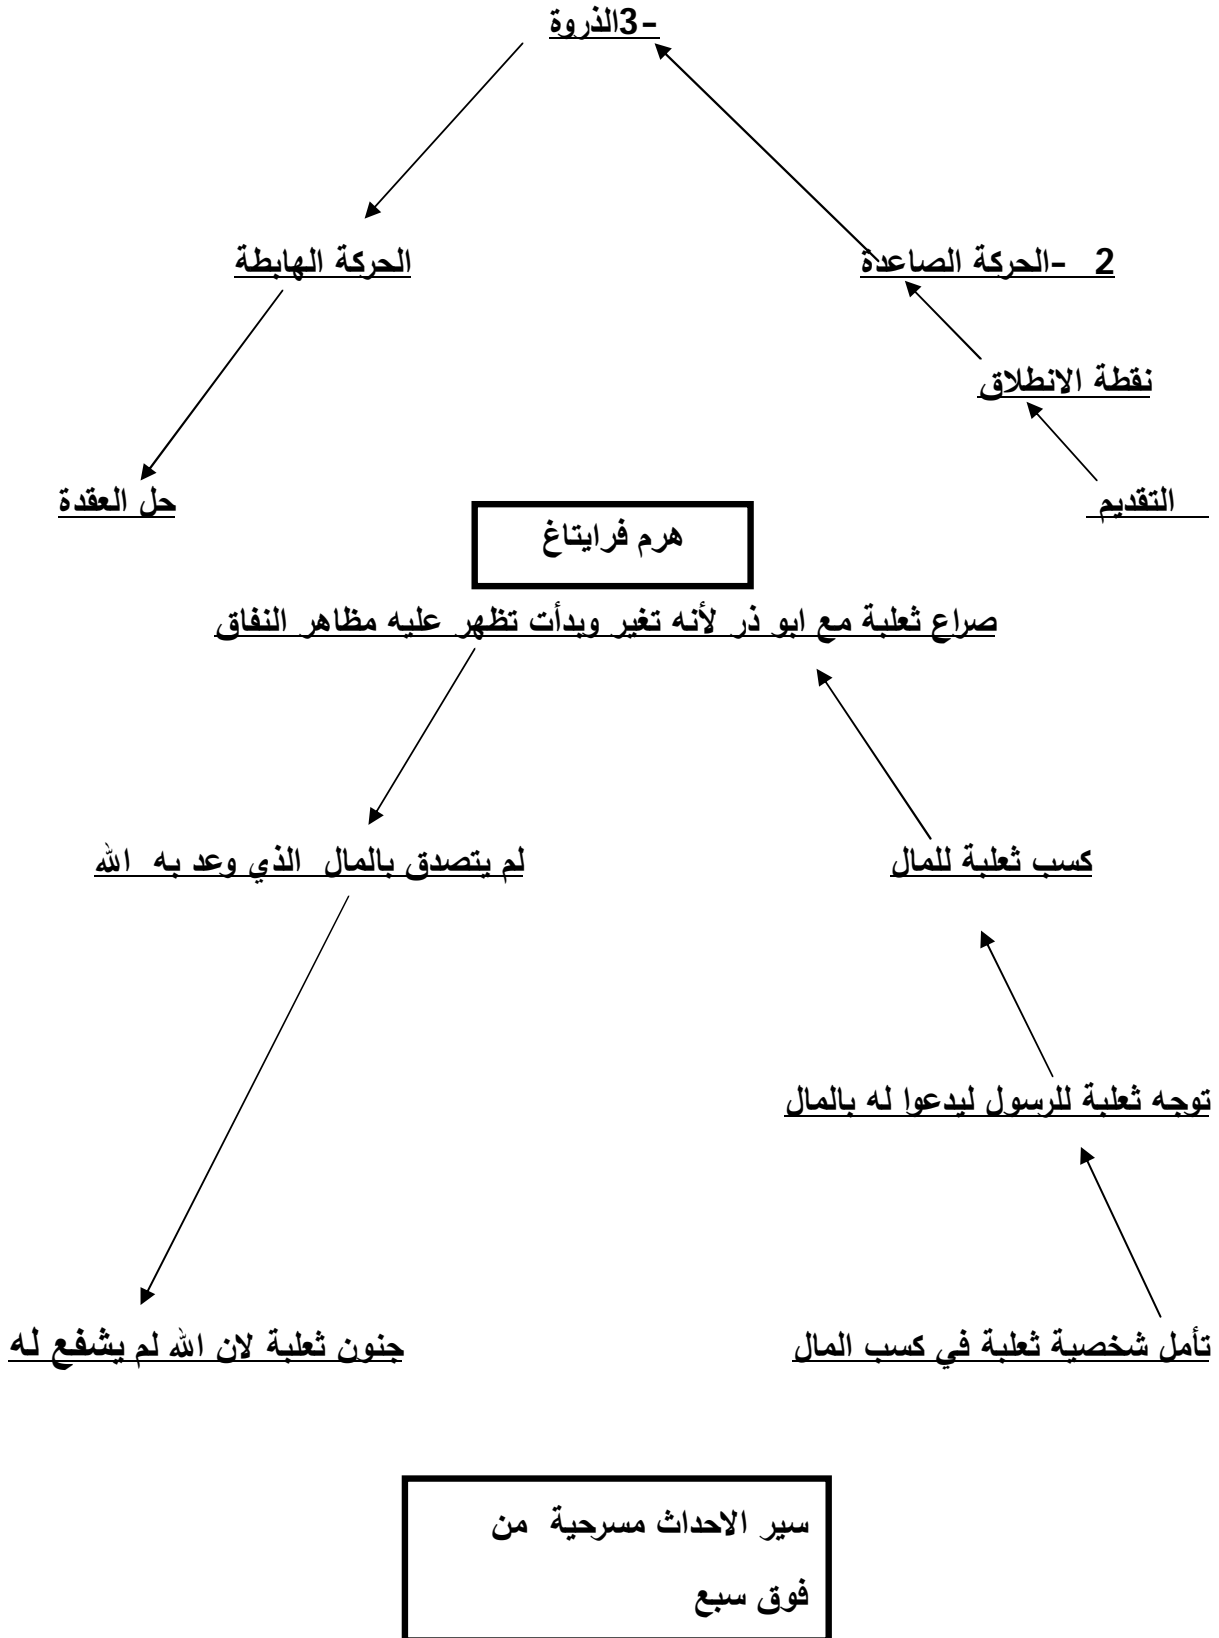 3-الذروة
2 -الحركة الصاعدة
الحركة الهابطة
نقطة الانطلاق
التقديم
حل العقدة
هرم فرايتاغ
صراع ثعلبة مع ابو ذر لأنه تغير وبدأت تظهر عليه مظاهر النفاق
كسب ثعلبة للمال
لم يتصدق بالمال الذي وعد به الله
توجه ثعلبة للرسول ليدعوا له بالمال
تأمل شخصية ثعلبة في كسب المال
جنون ثعلبة لان الله لم يشفع له
سير الاحداث مسرحية من
فوق سبع